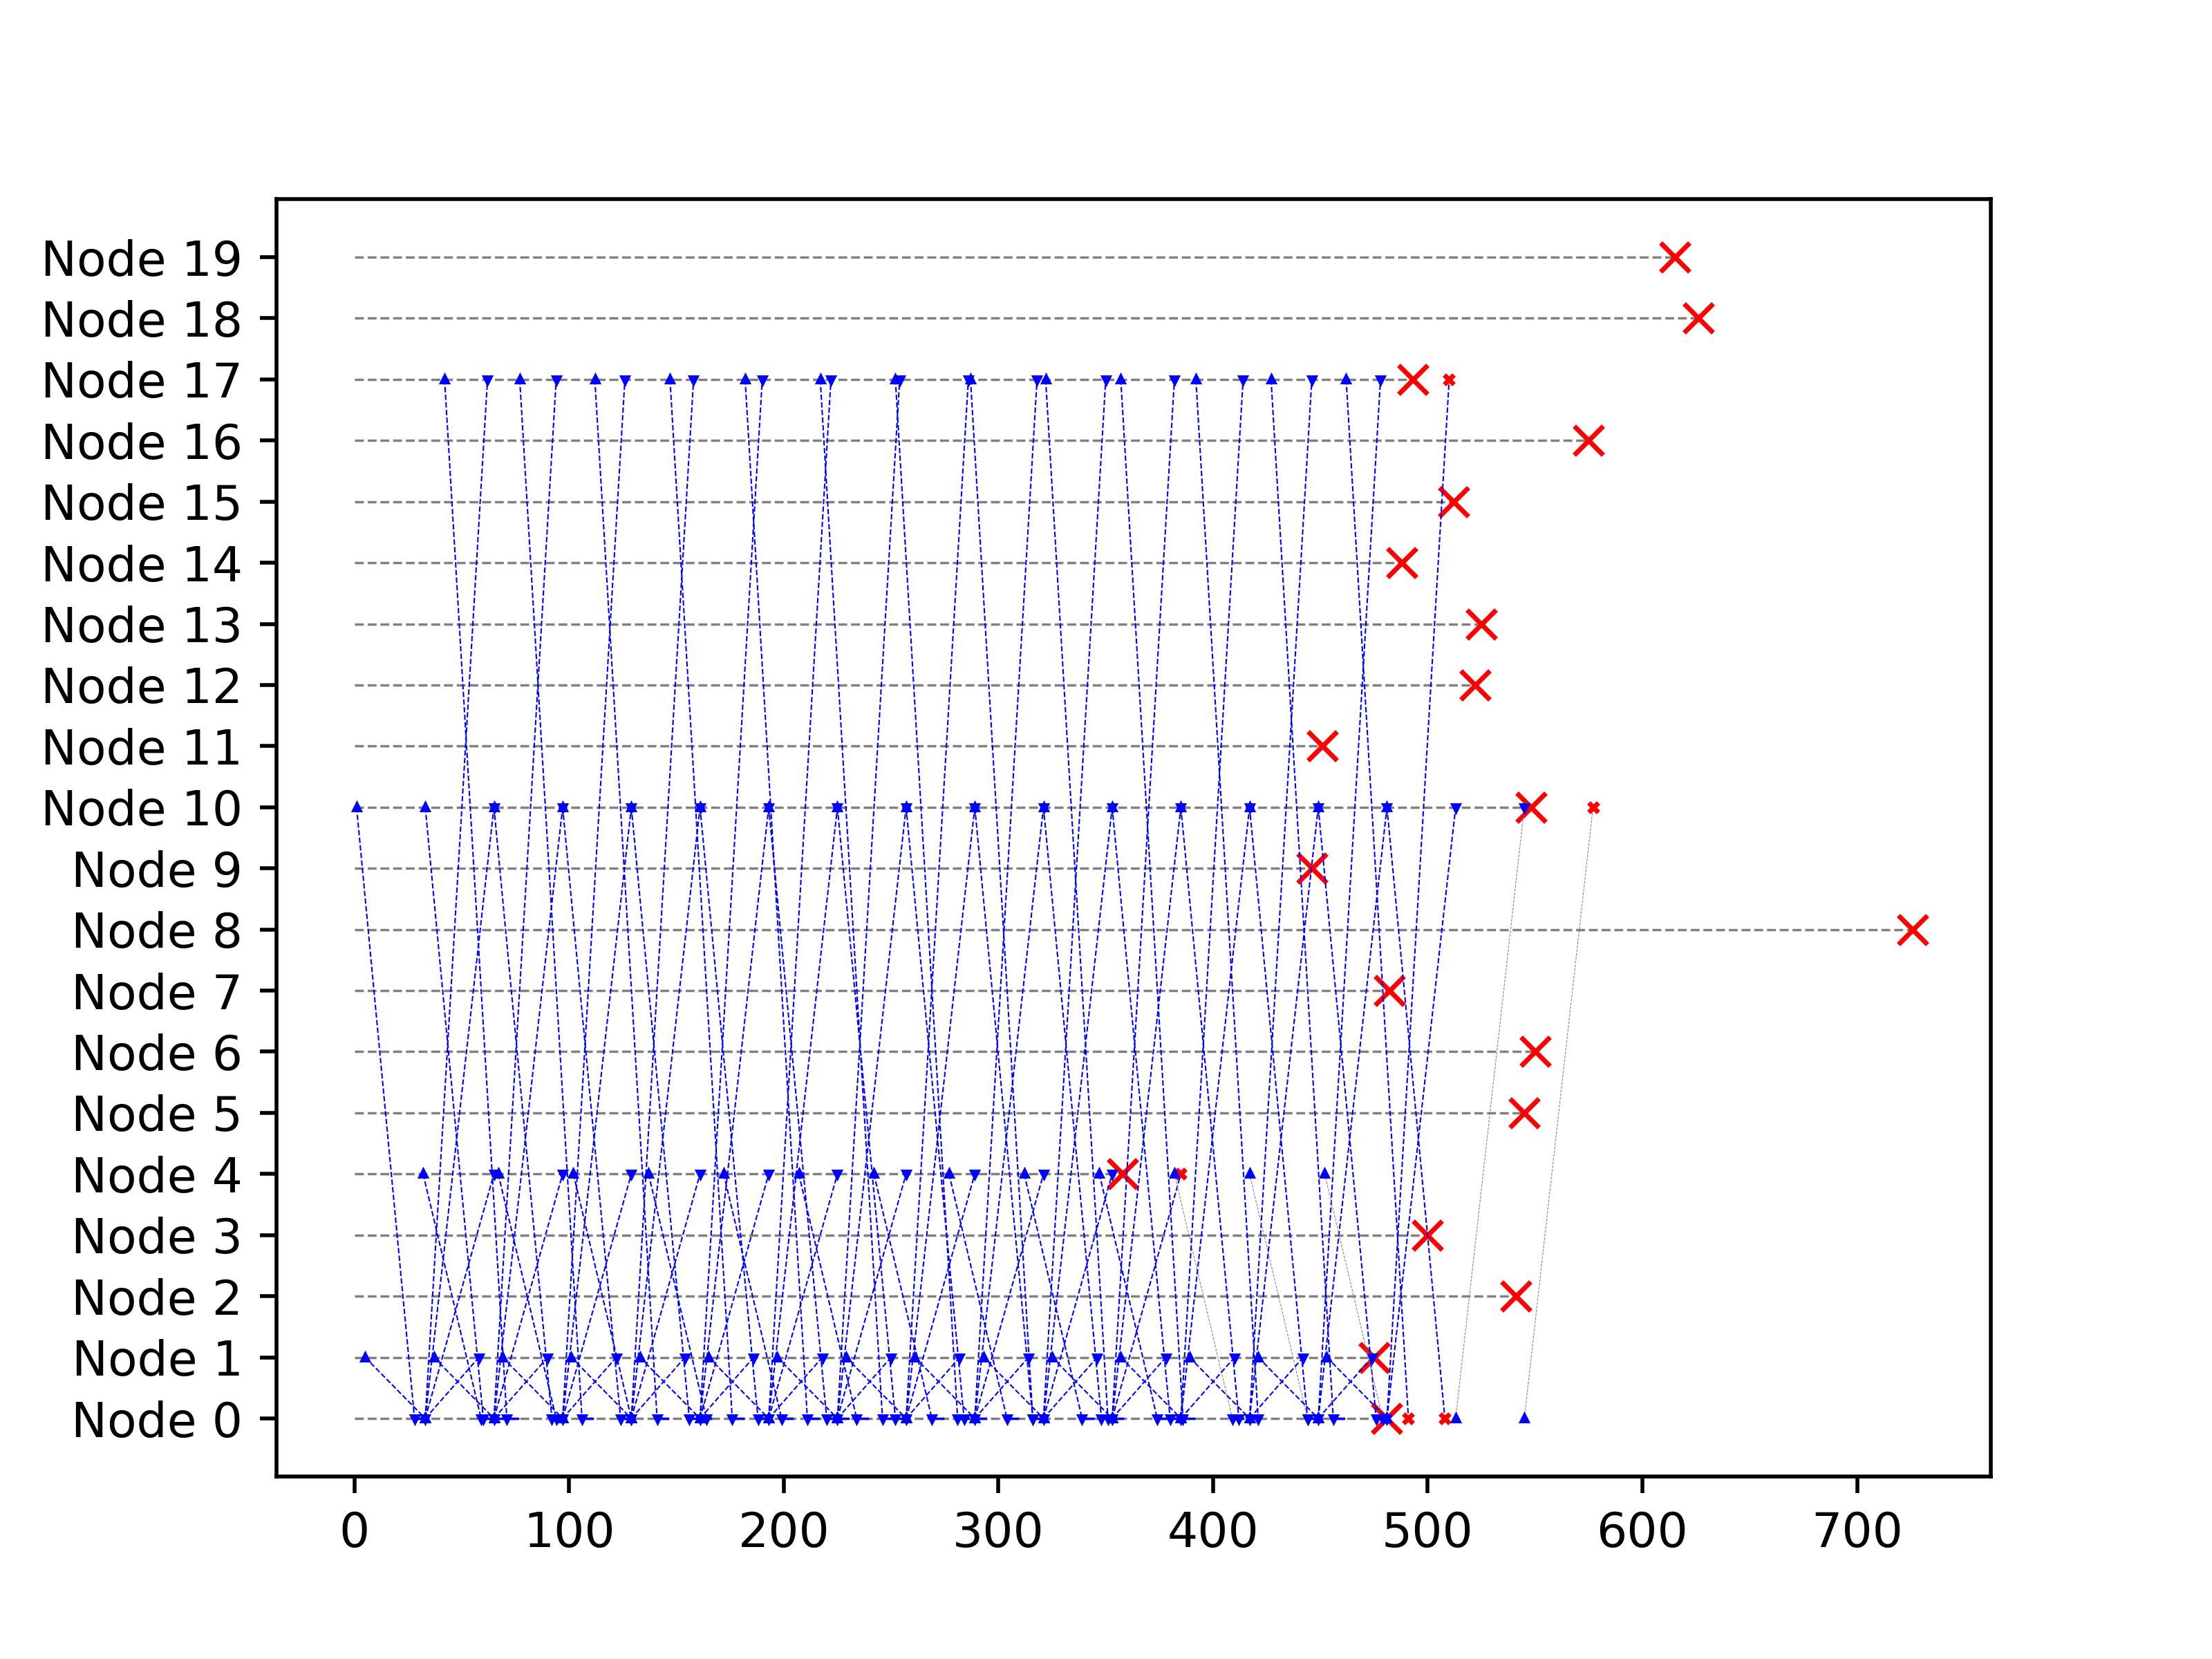 Node 19
Node 18
Node 17
Node 16
Node 15
Node 14
Node 13
Node 12
Node 11
Node 10
Node 9
Node 8
Node 7
Node 6
Node 5
Node 4
Node 3
Node 2
Node 1
Node 0
0 100 200 300 400 500 600 700